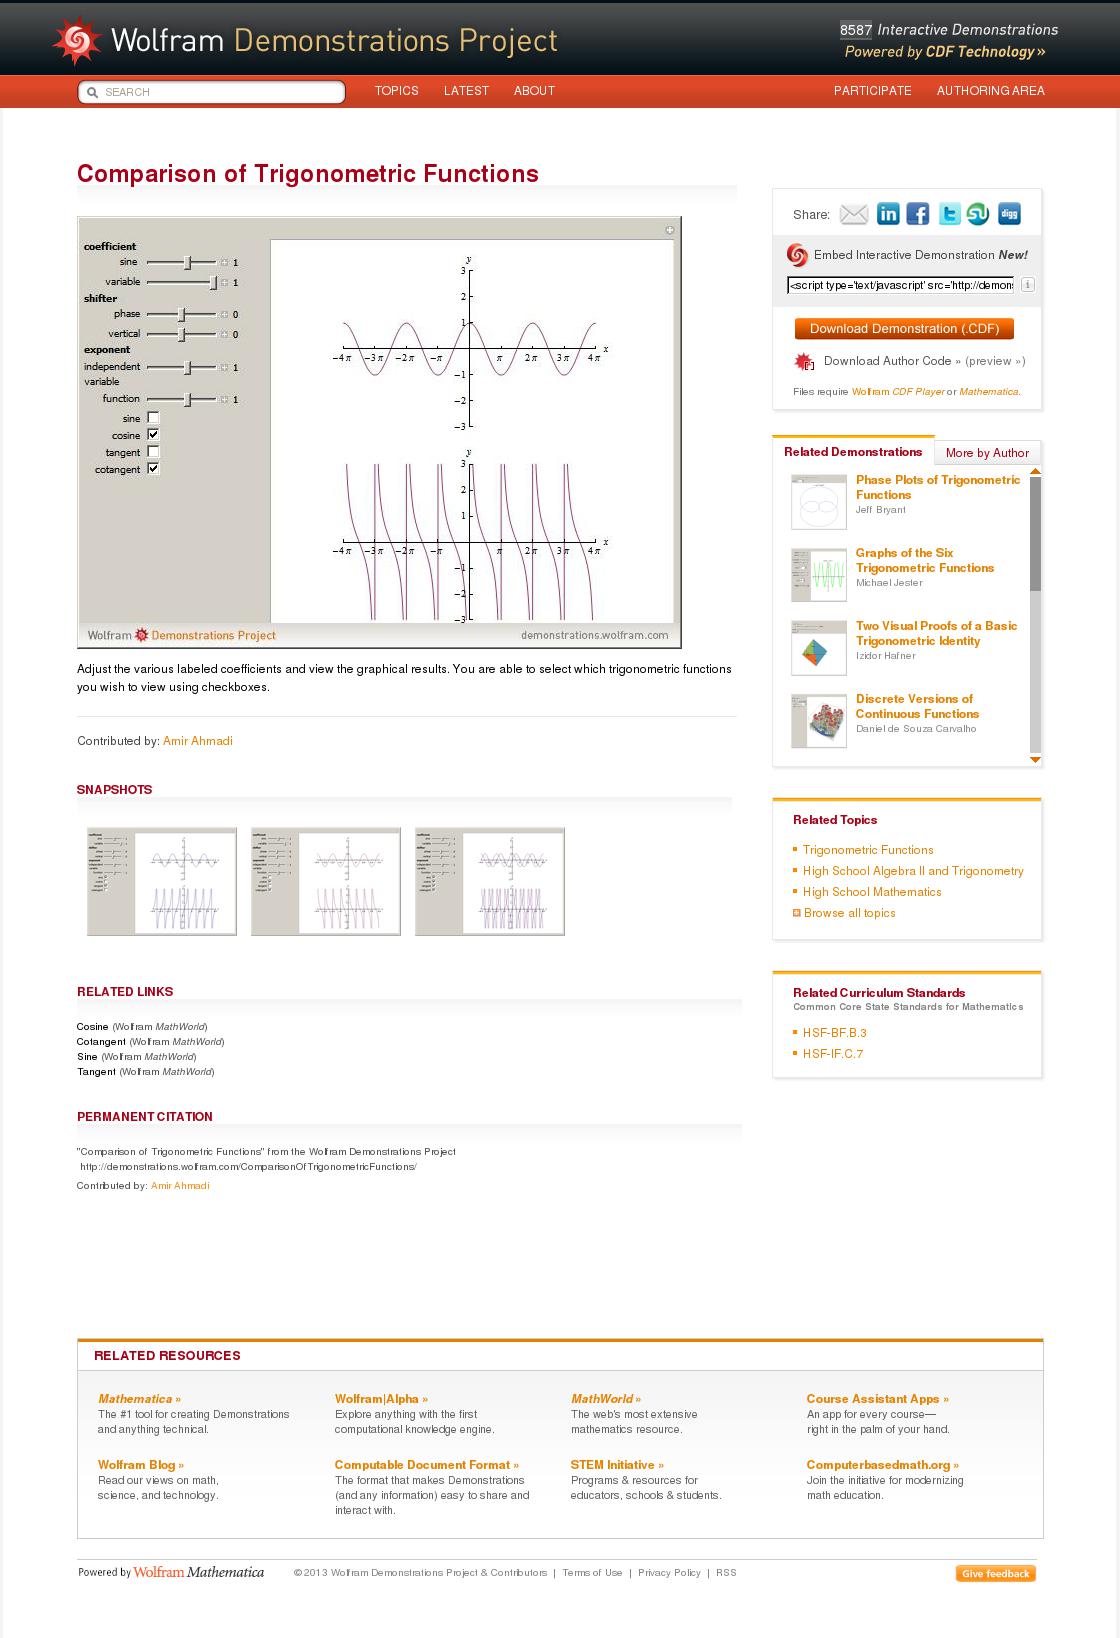 Wolfram Demonstrations Project
8587 Interactive Demonstrations
Powered by CDF Technology »
SEARCH
TOPICS LATEST ABOUT PARTICIPATE AUTHORING AREA
Comparison of Trigonometric Functions
coefficient
sine 1
variable 1
shifter
phase 0
vertical 0
exponent
independent variable 1
function 1
sine
cosine
tangent
cotangent
y
3
2
1
-4 π -3 π -2 π -π π 2 π 3 π 4 π x
-1
-2
-3
y
3
2
1
-4 π -3 π -2 π -π π 2 π 3 π 4 π x
-1
-2
-3
Wolfram Demonstrations Project demonstrations.wolfram.com
Adjust the various labeled coefficients and view the graphical results. You are able to select which trigonometric functions
you wish to view using checkboxes.
Contributed by: Amir Ahmadi
SNAPSHOTS
RELATED LINKS
Cosine (Wolfram MathWorld)
Cotangent (Wolfram MathWorld)
Sine (Wolfram MathWorld)
Tangent (Wolfram MathWorld)
PERMANENT CITATION
"Comparison of Trigonometric Functions" from the Wolfram Demonstrations Project
http://demonstrations.wolfram.com/ComparisonOfTrigonometricFunctions/
Contributed by: Amir Ahmadi
Share: in f t digg
Embed Interactive Demonstration New!
<script type='text/javascript' src='http://demons
i
Download Demonstration (.CDF)
Download Author Code » (preview »)
Files require Wolfram CDF Player or Mathematica.
Related Demonstrations More by Author
Phase Plots of Trigonometric
Functions
Jeff Bryant
Graphs of the Six
Trigonometric Functions
Michael Jester
Two Visual Proofs of a Basic
Trigonometric Identity
Izidor Hafner
Discrete Versions of
Continuous Functions
Daniel de Souza Carvalho
Related Topics
Trigonometric Functions
High School Algebra II and Trigonometry
High School Mathematics
Browse all topics
Related Curriculum Standards
Common Core State Standards for Mathematics
HSF-BF.B.3
HSF-IF.C.7
RELATED RESOURCES
Mathematica »
The #1 tool for creating Demonstrations
and anything technical.
Wolfram|Alpha »
Explore anything with the first
computational knowledge engine.
MathWorld »
The web's most extensive
mathematics resource.
Course Assistant Apps »
An app for every course—
right in the palm of your hand.
Wolfram Blog »
Read our views on math,
science, and technology.
Computable Document Format »
The format that makes Demonstrations
(and any information) easy to share and
interact with.
STEM Initiative »
Programs & resources for
educators, schools & students.
Computerbasedmath.org »
Join the initiative for modernizing
math education.
Powered by Wolfram Mathematica © 2013 Wolfram Demonstrations Project & Contributors | Terms of Use | Privacy Policy | RSS Give feedback